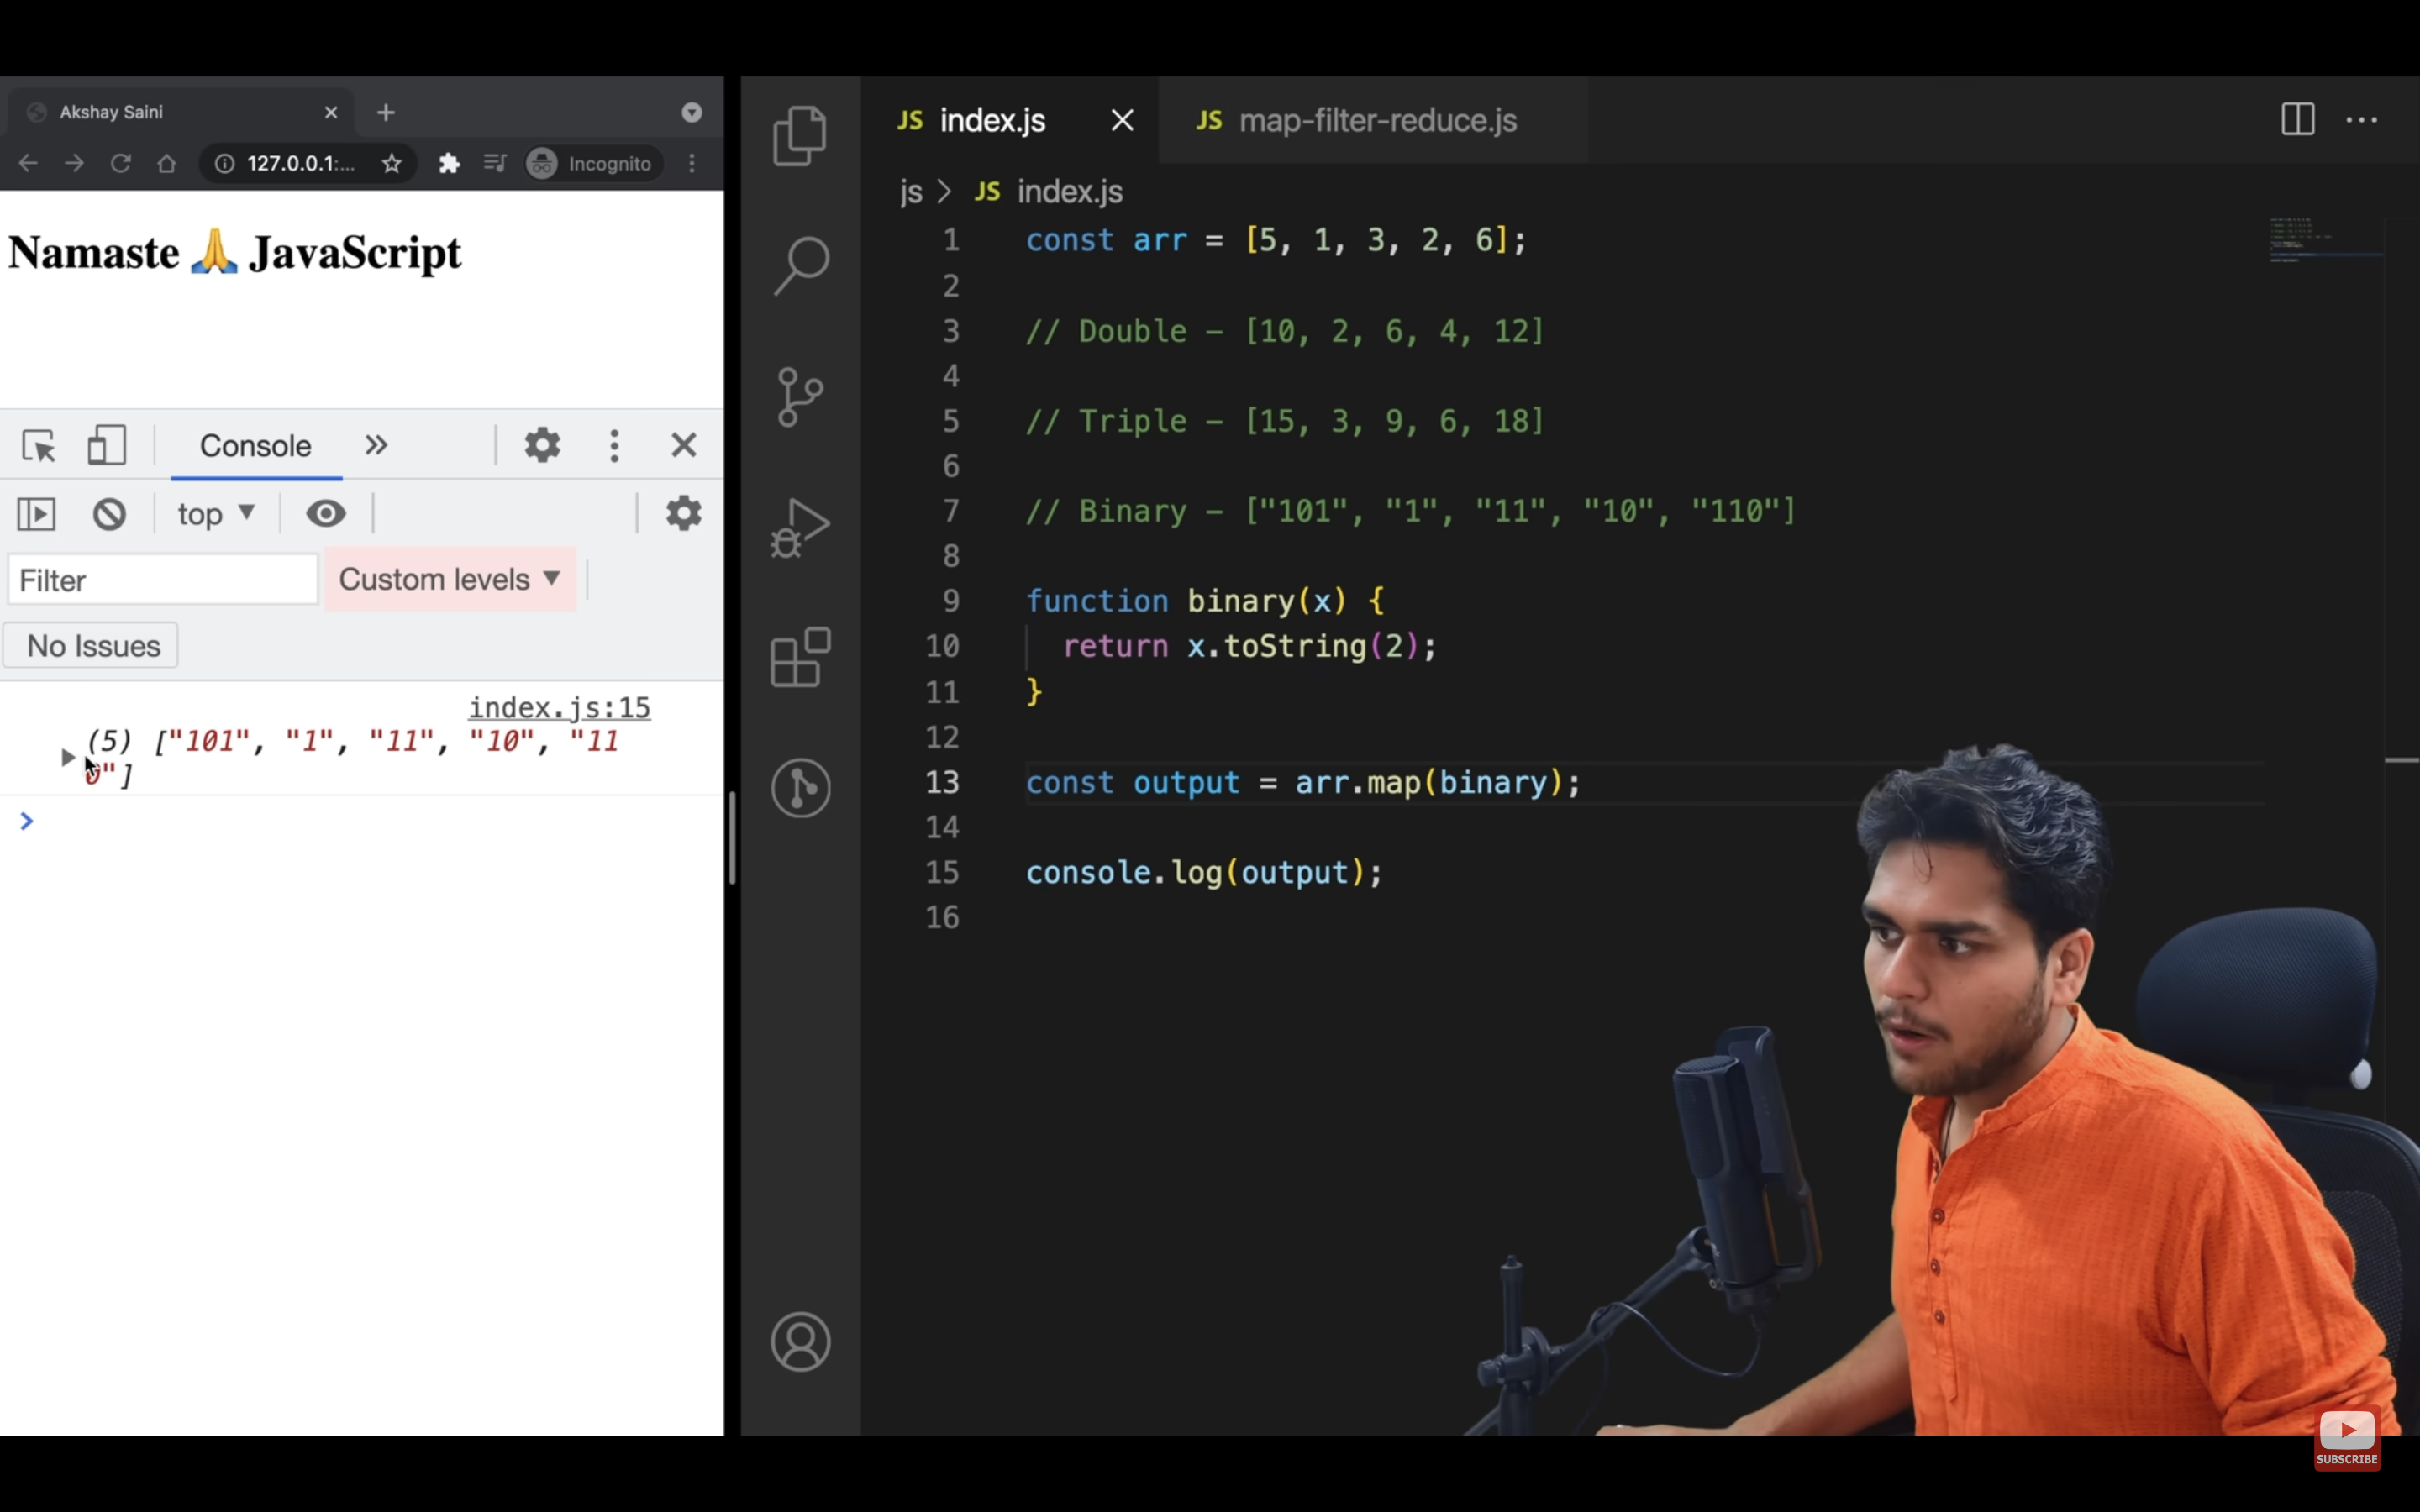 Akshay Saini
127.0.0.1:...
Incognito
Namaste 🙏 JavaScript
Console
top
Filter
Custom levels
No Issues
index.js:15
(5) ["101", "1", "11", "10", "11
0"]
JS index.js
JS map-filter-reduce.js
js > JS index.js
1 const arr = [5, 1, 3, 2, 6];
2
3 // Double – [10, 2, 6, 4, 12]
4
5 // Triple – [15, 3, 9, 6, 18]
6
7 // Binary – ["101", "1", "11", "10", "110"]
8
9 function binary(x) {
10 return x.toString(2);
11 }
12
13 const output = arr.map(binary);
14
15 console.log(output);
16
SUBSCRIBE